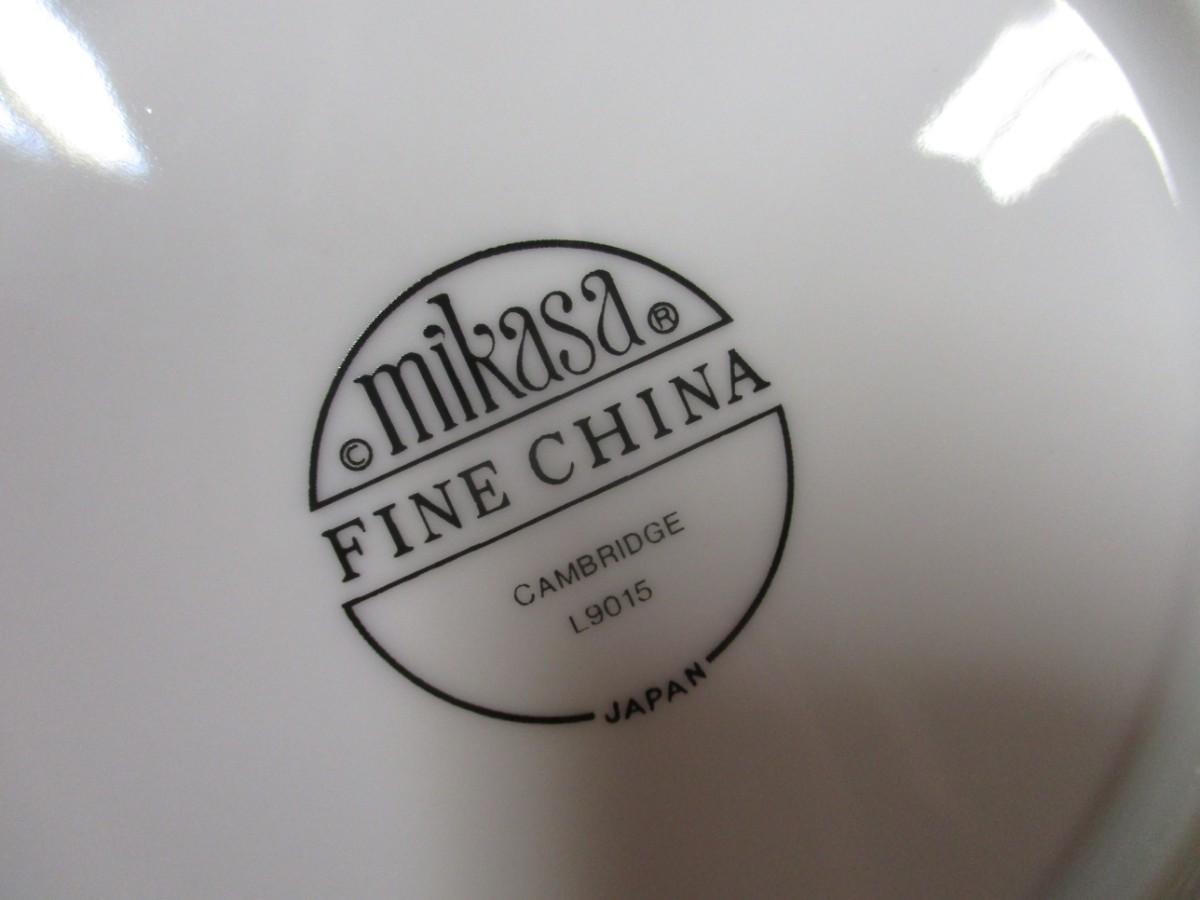 © mikasa ®
FINE CHINA
CAMBRIDGE
L9015
JAPAN